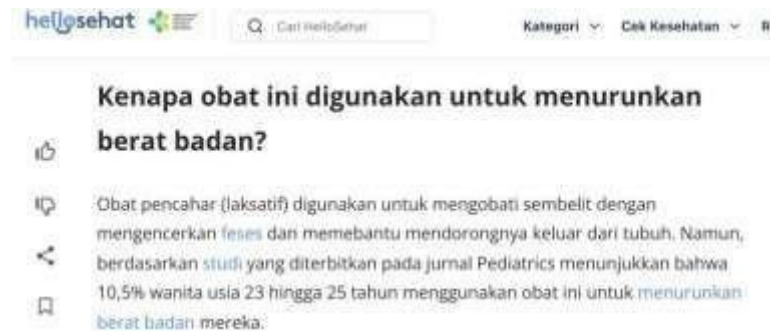 hellosehat
Cari HelloSehat
Kategori
Cek Kesehatan
Kenapa obat ini digunakan untuk menurunkan
berat badan?
Obat pencahar (laksatif) digunakan untuk mengobati sembelit dengan
mengencerkan feses dan memebantu mendorongnya keluar dari tubuh. Namun,
berdasarkan studi yang diterbitkan pada jurnal Pediatrics menunjukkan bahwa
10,5% wanita usia 23 hingga 25 tahun menggunakan obat ini untuk menurunkan
berat badan mereka.